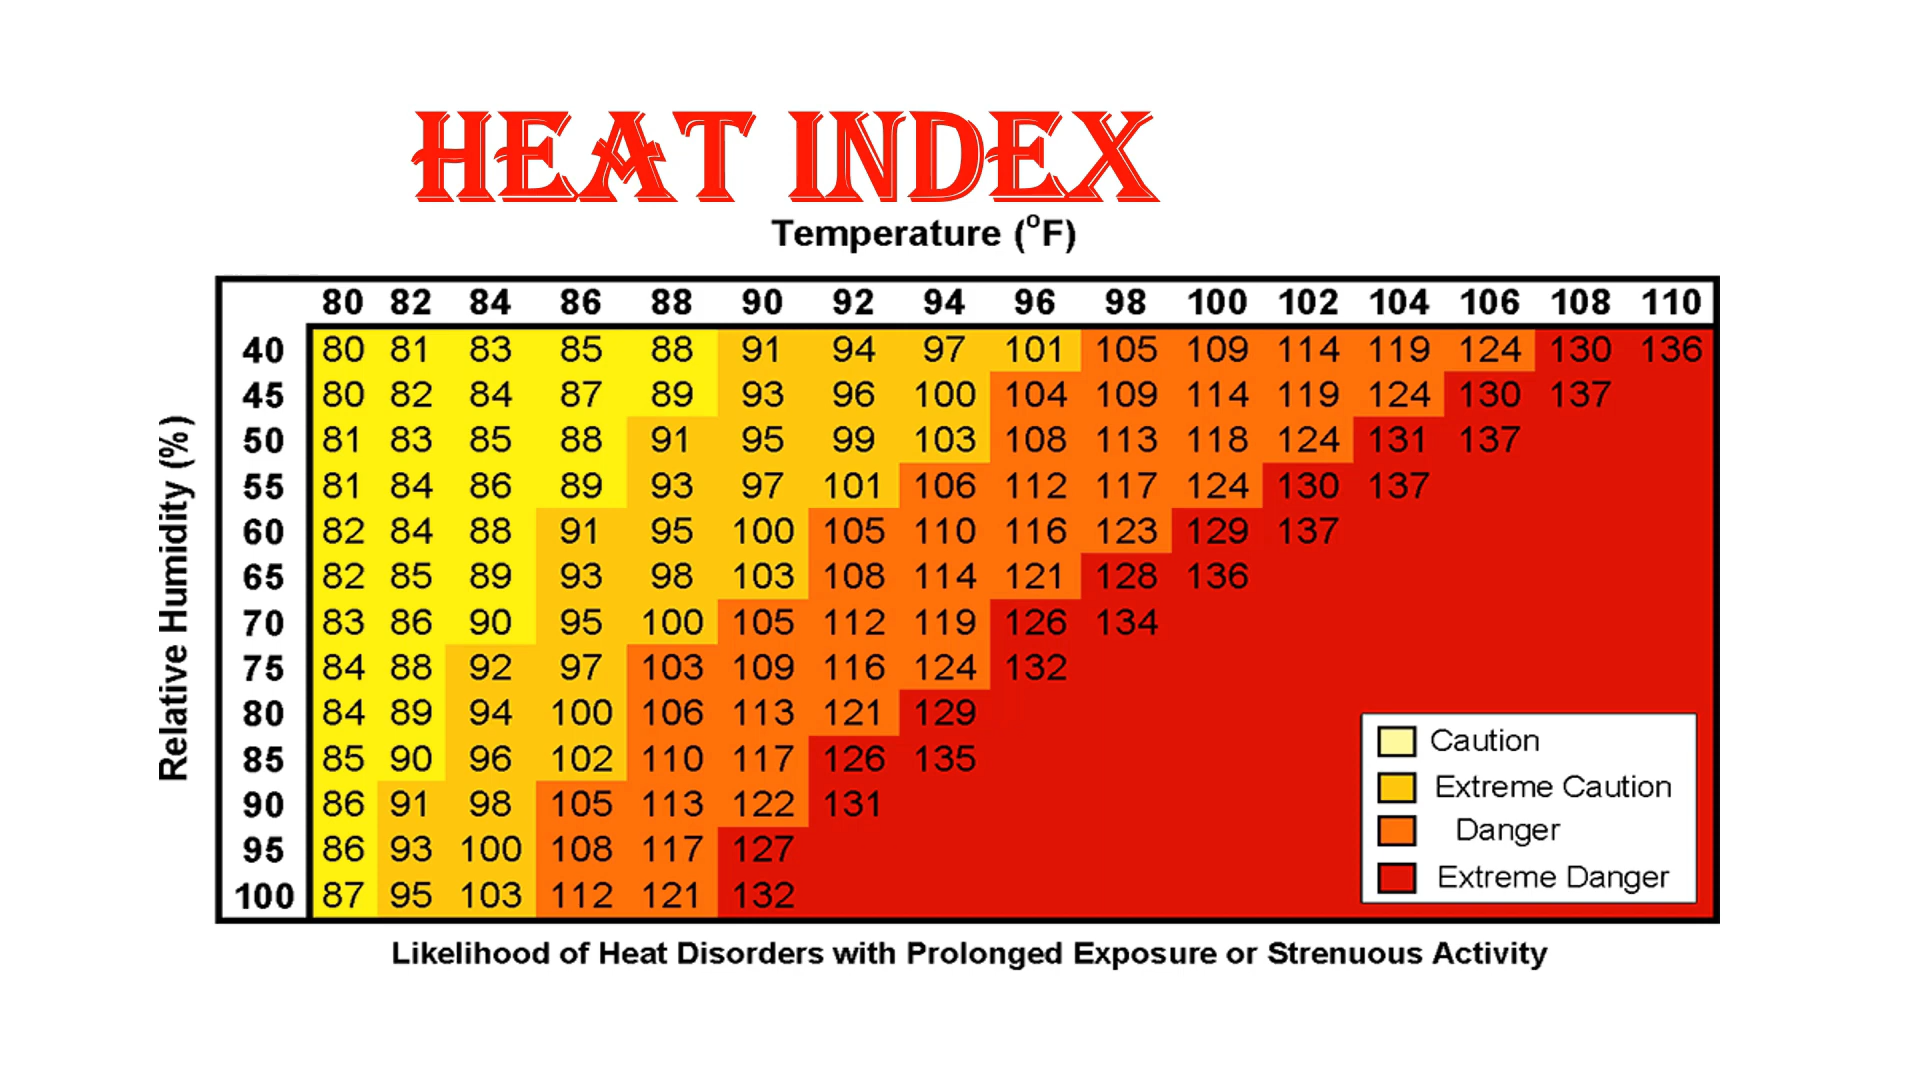 HEAT INDEX
Temperature (°F)
80 82 84 86 88 90 92 94 96 98 100 102 104 106 108 110
40 80 81 83 85 88 91 94 97 101 105 109 114 119 124 130 136
45 80 82 84 87 89 93 96 100 104 109 114 119 124 130 137
50 81 83 85 88 91 95 99 103 108 113 118 124 131 137
55 81 84 86 89 93 97 101 106 112 117 124 130 137
60 82 84 88 91 95 100 105 110 116 123 129 137
65 82 85 89 93 98 103 108 114 121 128 136
70 83 86 90 95 100 105 112 119 126 134
75 84 88 92 97 103 109 116 124 132
80 84 89 94 100 106 113 121 129
85 85 90 96 102 110 117 126 135
90 86 91 98 105 113 122 131
95 86 93 100 108 117 127
100 87 95 103 112 121 132
Relative Humidity (%)
Caution
Extreme Caution
Danger
Extreme Danger
Likelihood of Heat Disorders with Prolonged Exposure or Strenuous Activity